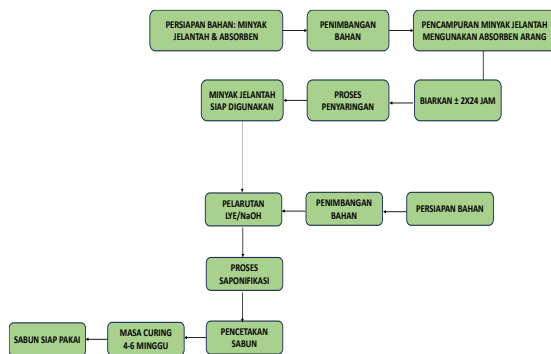 PERSIAPAN BAHAN: MINYAK
JELANTAH & ABSORBEN
PENIMBANGAN
BAHAN
PENCAMPURAN MINYAK JELANTAH
MENGUNAKAN ABSORBEN ARANG
BIARKAN ± 2X24 JAM
PROSES
PENYARINGAN
MINYAK JELANTAH
SIAP DIGUNAKAN
PERSIAPAN BAHAN
PENIMBANGAN
BAHAN
PELARUTAN
LYE/NaOH
PROSES
SAPONIFIKASI
PENCETAKAN
SABUN
MASA CURING
4-6 MINGGU
SABUN SIAP PAKAI